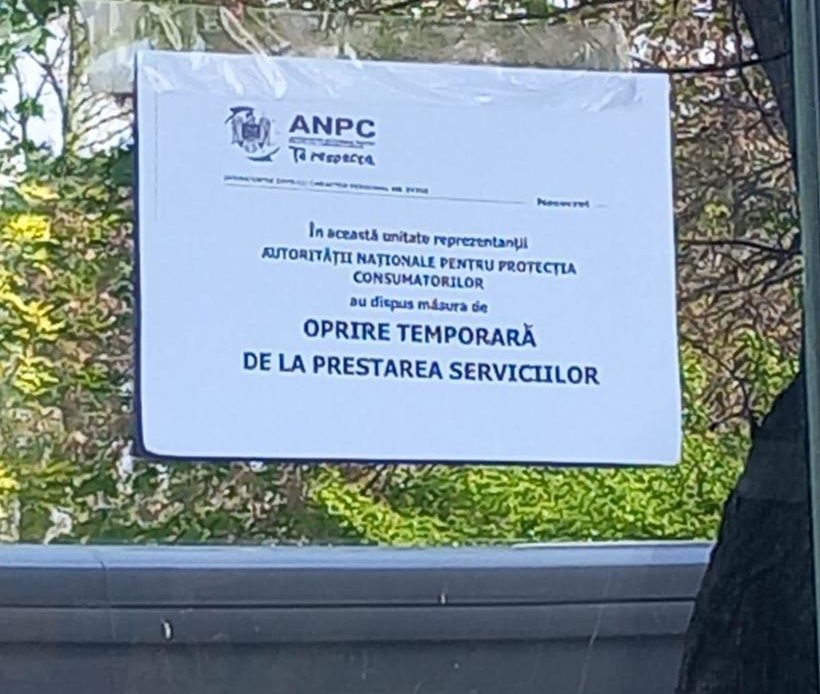 ANPC
Te respectă
Nesecret
În această unitate reprezentanții
AUTORITĂȚII NAȚIONALE PENTRU PROTECȚIA
CONSUMATORILOR
au dispus măsura de
OPRIRE TEMPORARĂ
DE LA PRESTAREA SERVICIILOR